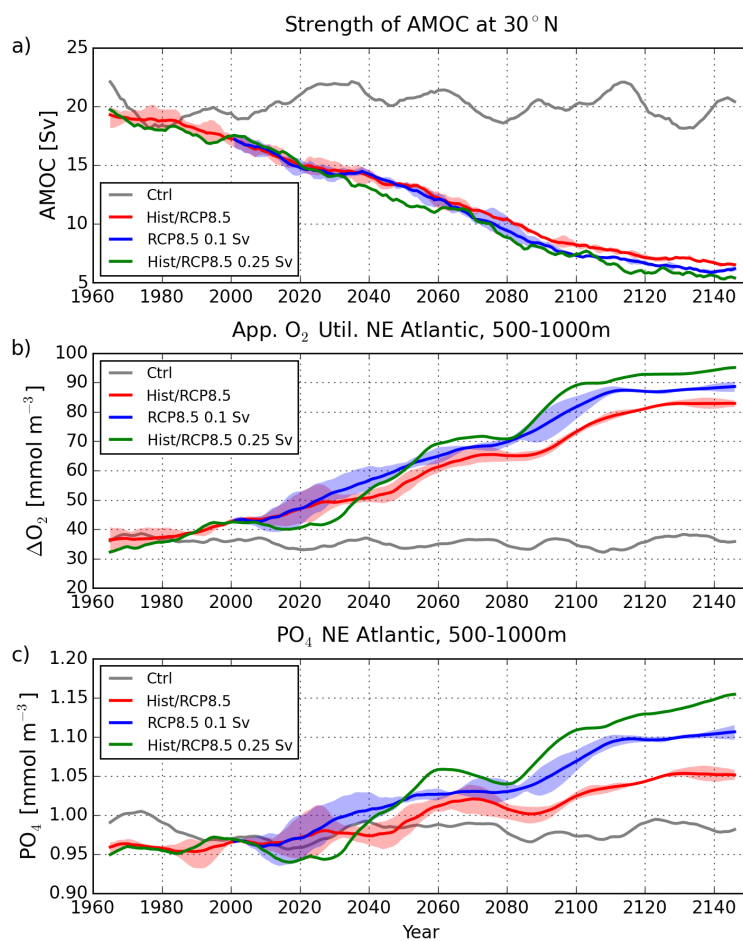 Strength of AMOC at 30° N
a)
25
20
15
10
5
AMOC [Sv]
Ctrl
Hist/RCP8.5
RCP8.5 0.1 Sv
Hist/RCP8.5 0.25 Sv
1960 1980 2000 2020 2040 2060 2080 2100 2120 2146
App. O₂ Util. NE Atlantic, 500-1000m
b)
100
90
80
70
60
50
40
30
20
ΔO₂ [mmol m⁻³]
Ctrl
Hist/RCP8.5
RCP8.5 0.1 Sv
Hist/RCP8.5 0.25 Sv
1960 1980 2000 2020 2040 2060 2080 2100 2120 2146
PO₄ NE Atlantic, 500-1000m
c)
1.20
1.15
1.10
1.05
1.00
0.95
0.90
PO₄ [mmol m⁻³]
Ctrl
Hist/RCP8.5
RCP8.5 0.1 Sv
Hist/RCP8.5 0.25 Sv
1960 1980 2000 2020 2040 2060 2080 2100 2120 2146
Year